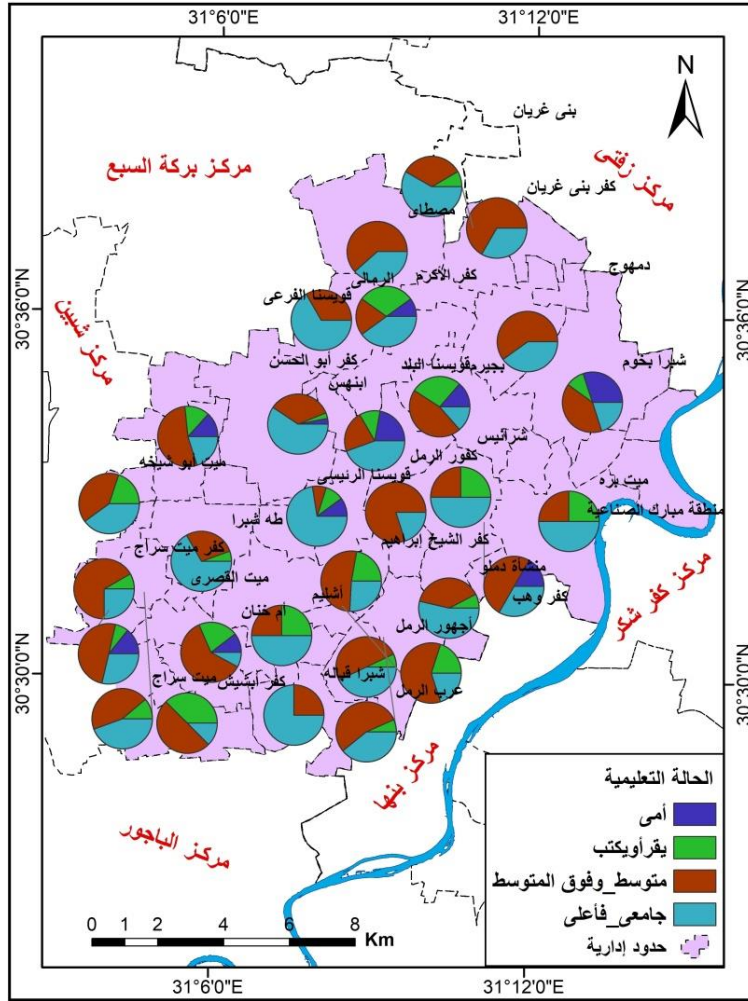 31°6'0"E
31°12'0"E
N
بنى غريان
مركز بركة السبع
مركز زفتى
كفر بنى غريان
مصطاى
دمهوج
كفر الأكرم
الرمالى
قويسنا الفرعى
30°36'0"N
30°36'0"N
مركز شبين
كفر أبو الحسن
ابنهس
قويسنا البلد
بجيرم
شبرا بخوم
شرانيس
كفور الرمل
ميت أبو شيخه
قويسنا الرئيسى
ميت بره
منطقة مبارك الصناعية
طه شبرا
كفر الشيخ إبراهيم
كفر ميت سراج
ميت القصرى
أشليم
منشأة دملو
كفر وهب
أم خنان
أجهور الرمل
مركز كفر شكر
ميت سراج
كفر أبشيش
شبرا قباله
عرب الرمل
30°30'0"N
30°30'0"N
مركز بنها
مركز الباجور
الحالة التعليمية
أمى
يقرأويكتب
متوسط_وفوق المتوسط
جامعى_فأعلى
حدود إدارية
0 1 2 4 6 8
Km
31°6'0"E
31°12'0"E